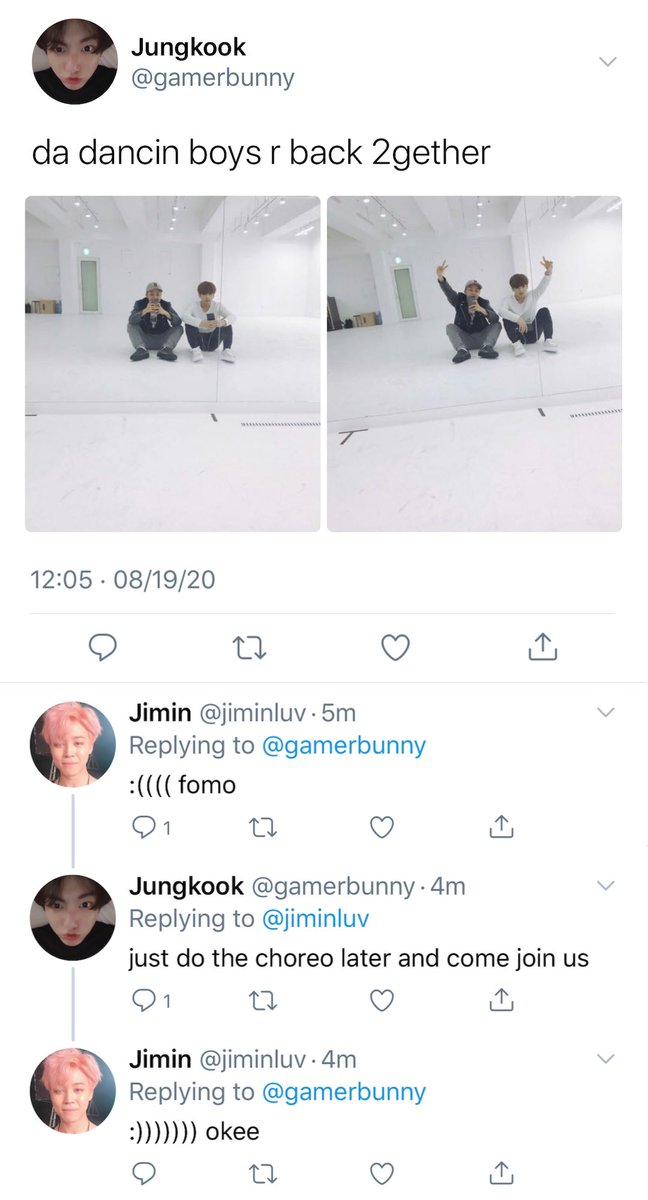 Jungkook
@gamerbunny
da dancin boys r back 2gether
12:05 · 08/19/20
Jimin @jiminluv · 5m
Replying to @gamerbunny
:(((( fomo
1
Jungkook @gamerbunny · 4m
Replying to @jiminluv
just do the choreo later and come join us
1
Jimin @jiminluv · 4m
Replying to @gamerbunny
:))))))) okee